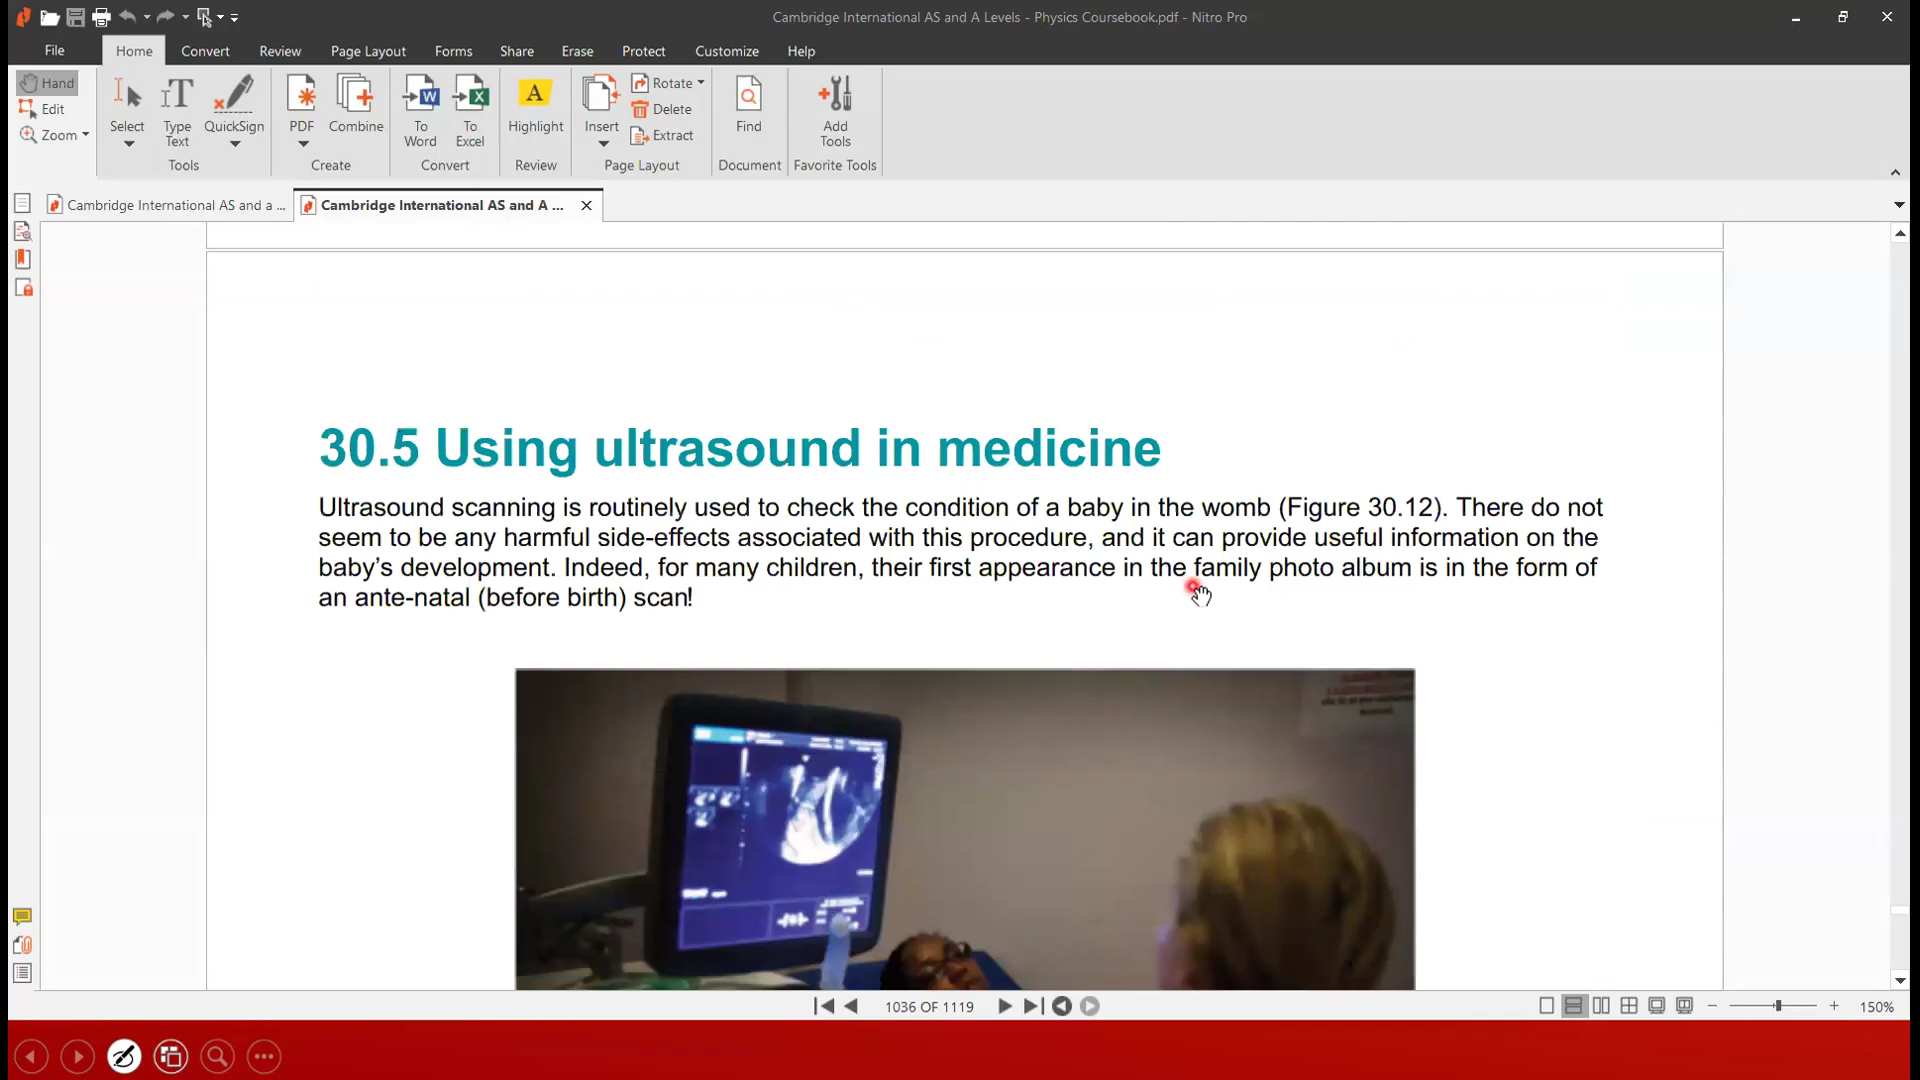 Cambridge International AS and A Levels - Physics Coursebook.pdf - Nitro Pro
File Home Convert Review Page Layout Forms Share Erase Protect Customize Help
Hand
Edit
Zoom
Select
Type Text
QuickSign
Tools
PDF
Combine
Create
To Word
To Excel
Convert
Highlight
Review
Insert
Rotate
Delete
Extract
Page Layout
Find
Document
Add Tools
Favorite Tools
Cambridge International AS and a ...
Cambridge International AS and A ...
30.5 Using ultrasound in medicine
Ultrasound scanning is routinely used to check the condition of a baby in the womb (Figure 30.12). There do not
seem to be any harmful side-effects associated with this procedure, and it can provide useful information on the
baby’s development. Indeed, for many children, their first appearance in the family photo album is in the form of
an ante-natal (before birth) scan!
1036 OF 1119
150%